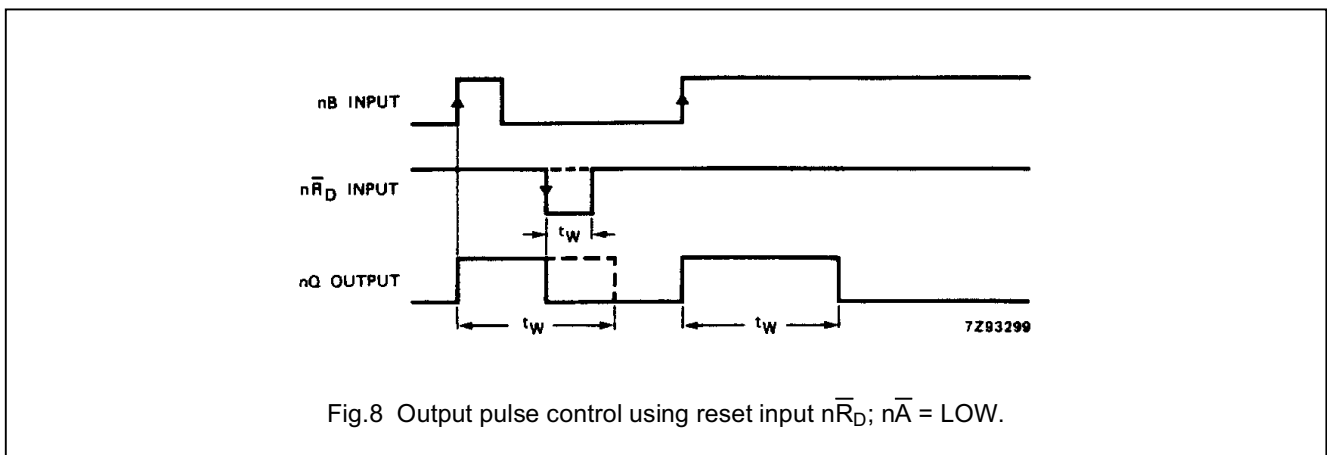 nB INPUT
nR̅D INPUT
tW
nQ OUTPUT
tW
tW
7Z93299
Fig.8 Output pulse control using reset input nR̅D; nA̅ = LOW.